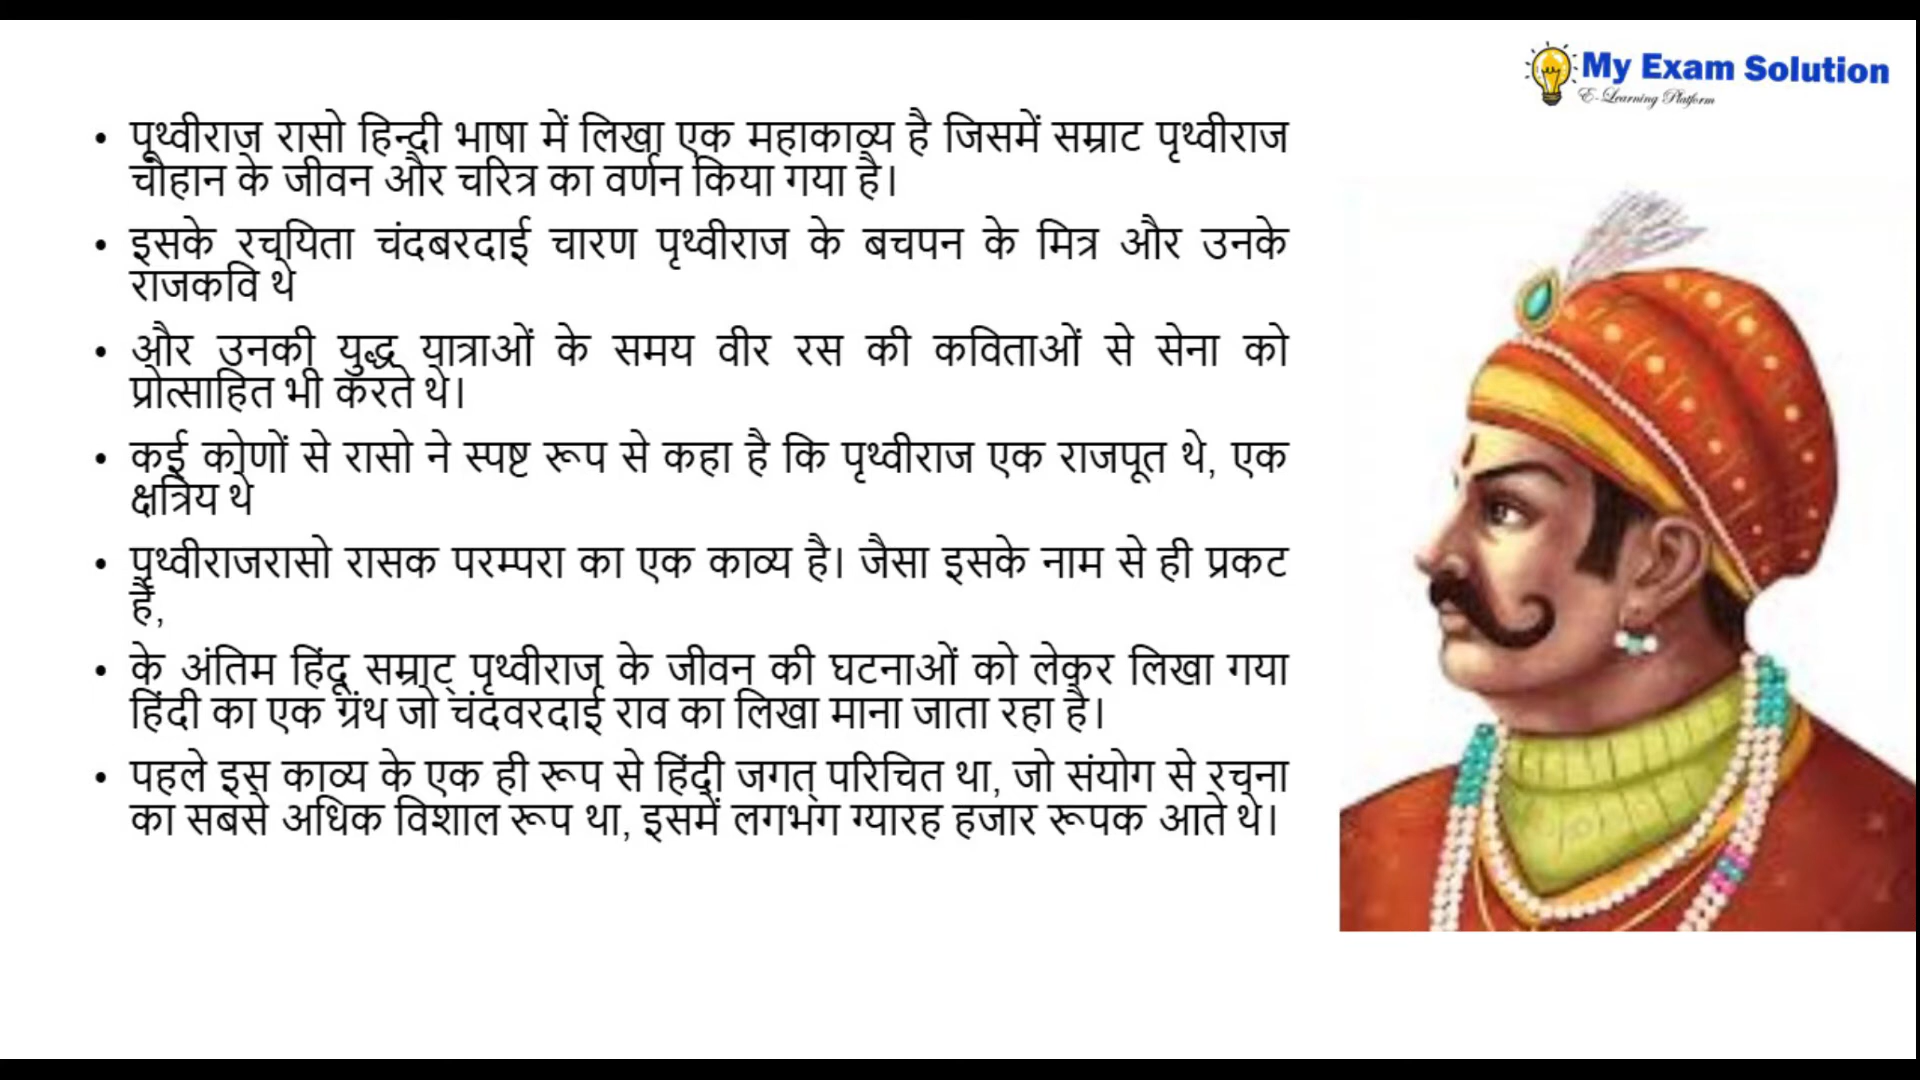 My Exam Solution
E-Learning Platform
• पृथ्वीराज रासो हिन्दी भाषा में लिखा एक महाकाव्य है जिसमें सम्राट पृथ्वीराज
चौहान के जीवन और चरित्र का वर्णन किया गया है।
• इसके रचयिता चंदबरदाई चारण पृथ्वीराज के बचपन के मित्र और उनके
राजकवि थे
• और उनकी युद्ध यात्राओं के समय वीर रस की कविताओं से सेना को
प्रोत्साहित भी करते थे।
• कई कोणों से रासो ने स्पष्ट रूप से कहा है कि पृथ्वीराज एक राजपूत थे, एक
क्षत्रिय थे
• पृथ्वीराजरासो रासक परम्परा का एक काव्य है। जैसा इसके नाम से ही प्रकट
है,
• के अंतिम हिंदू सम्राट् पृथ्वीराज के जीवन की घटनाओं को लेकर लिखा गया
हिंदी का एक ग्रंथ जो चंदवरदाई राव का लिखा माना जाता रहा है।
• पहले इस काव्य के एक ही रूप से हिंदी जगत् परिचित था, जो संयोग से रचना
का सबसे अधिक विशाल रूप था, इसमें लगभग ग्यारह हजार रूपक आते थे।